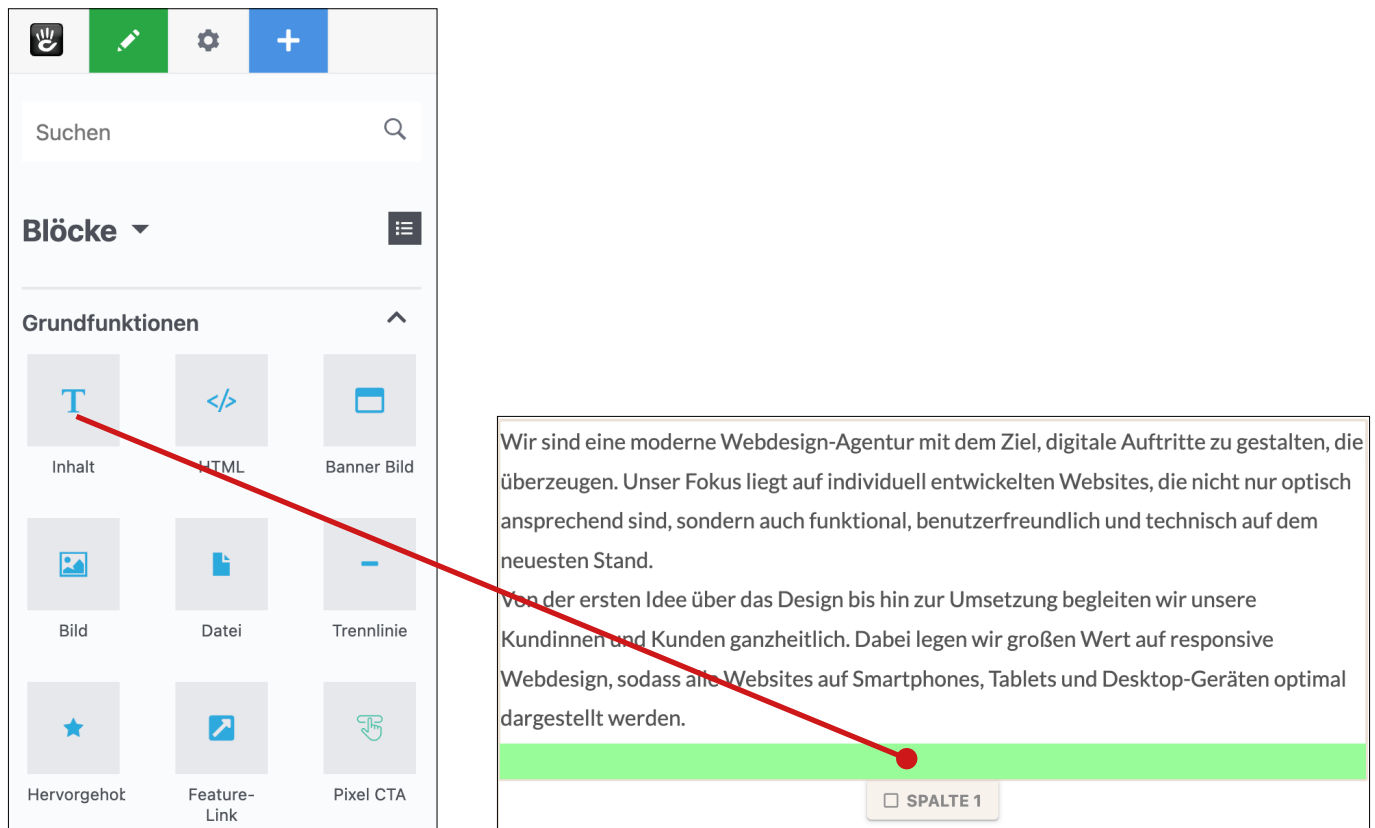 Suchen
Blöcke
Grundfunktionen
Inhalt
HTML
Banner Bild
Bild
Datei
Trennlinie
Hervorgehob
Feature-
Link
Pixel CTA
Wir sind eine moderne Webdesign-Agentur mit dem Ziel, digitale Auftritte zu gestalten, die
überzeugen. Unser Fokus liegt auf individuell entwickelten Websites, die nicht nur optisch
ansprechend sind, sondern auch funktional, benutzerfreundlich und technisch auf dem
neuesten Stand.
Von der ersten Idee über das Design bis hin zur Umsetzung begleiten wir unsere
Kundinnen und Kunden ganzheitlich. Dabei legen wir großen Wert auf responsive
Webdesign, sodass alle Websites auf Smartphones, Tablets und Desktop-Geräten optimal
dargestellt werden.
SPALTE 1